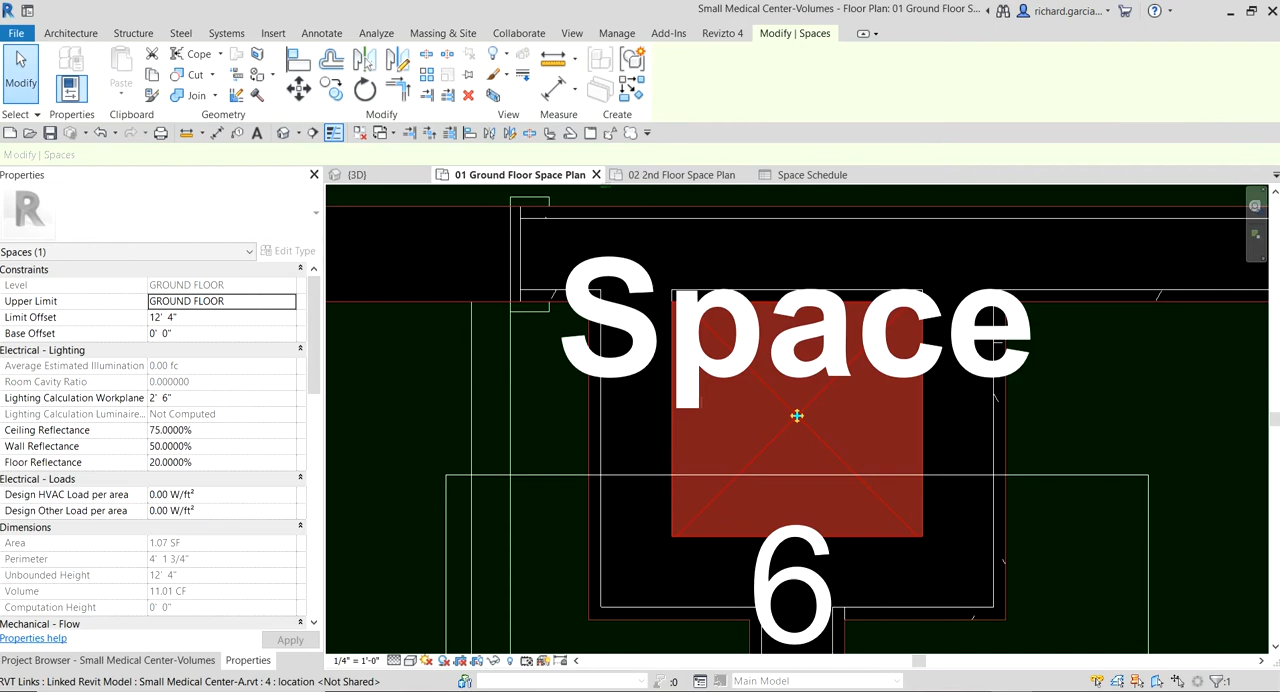 Small Medical Center-Volumes - Floor Plan: 01 Ground Floor S...
richard.garcia...
File Architecture Structure Steel Systems Insert Annotate Analyze Massing & Site Collaborate View Manage Add-Ins Revizto 4 Modify | Spaces
Modify
Paste
Cope
Cut
Join
Select Properties Clipboard Geometry Modify View Measure Create
Modify | Spaces
Properties
{3D}
01 Ground Floor Space Plan
02 2nd Floor Space Plan
Space Schedule
R
Spaces (1)
Edit Type
Constraints
Level GROUND FLOOR
Upper Limit GROUND FLOOR
Limit Offset 12' 4"
Base Offset 0' 0"
Electrical - Lighting
Average Estimated Illumination 0.00 fc
Room Cavity Ratio 0.000000
Lighting Calculation Workplane 2' 6"
Lighting Calculation Luminaire... Not Computed
Ceiling Reflectance 75.0000%
Wall Reflectance 50.0000%
Floor Reflectance 20.0000%
Electrical - Loads
Design HVAC Load per area 0.00 W/ft²
Design Other Load per area 0.00 W/ft²
Dimensions
Area 1.07 SF
Perimeter 4' 1 3/4"
Unbounded Height 12' 4"
Volume 11.01 CF
Computation Height 0' 0"
Mechanical - Flow
Properties help
Apply
Space
6
Project Browser - Small Medical Center-Volumes
Properties
1/4" = 1'-0"
RVT Links : Linked Revit Model : Small Medical Center-A.rvt : 4 : location <Not Shared>
:0
Main Model
:1